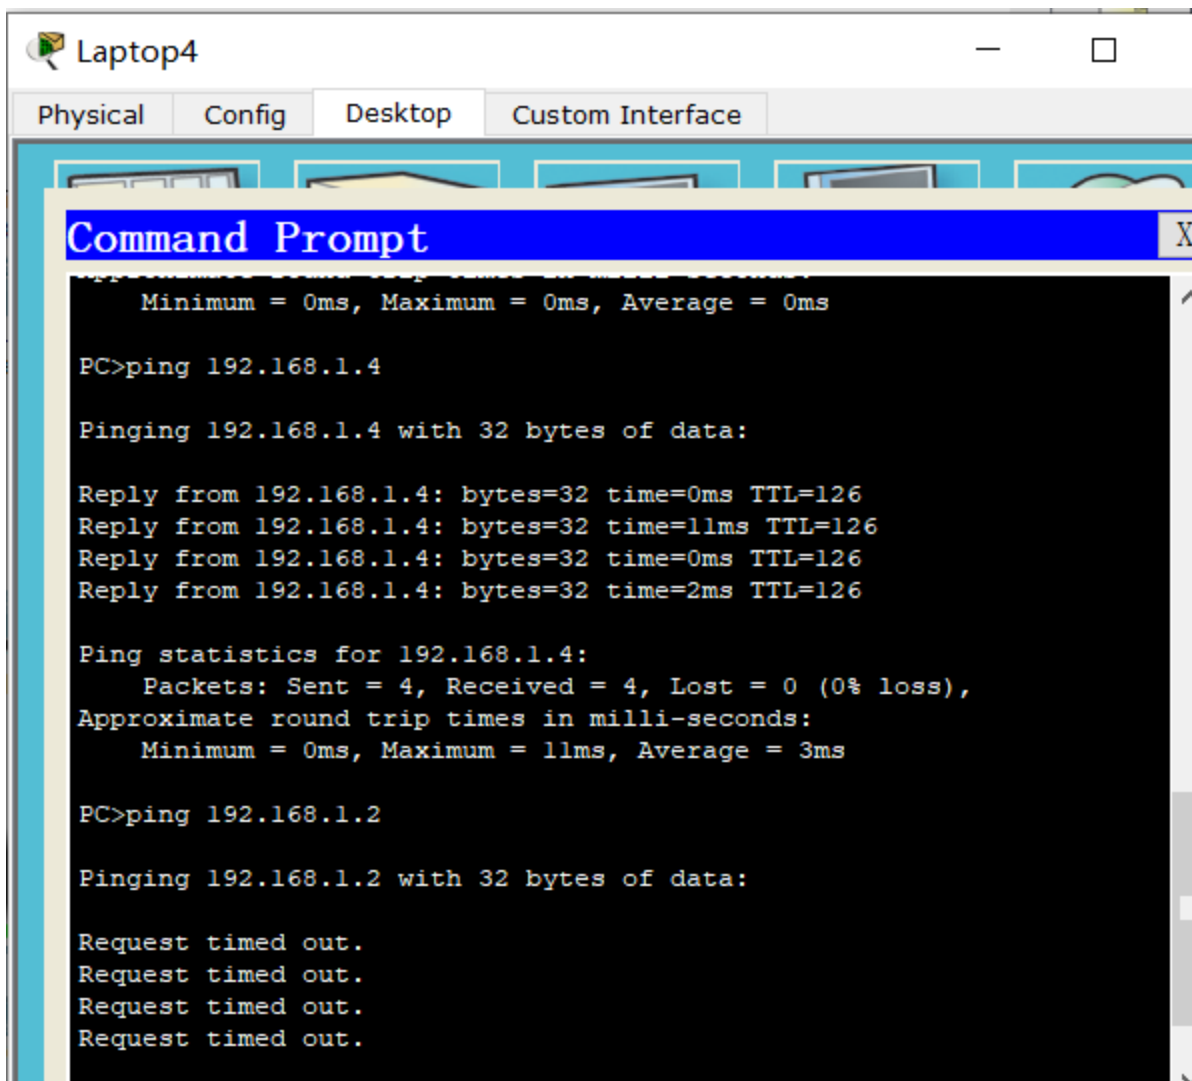 Laptop4
Physical Config Desktop Custom Interface
Command Prompt
X
Approximate round trip times in milli-seconds:
Minimum = 0ms, Maximum = 0ms, Average = 0ms
PC>ping 192.168.1.4
Pinging 192.168.1.4 with 32 bytes of data:
Reply from 192.168.1.4: bytes=32 time=0ms TTL=126
Reply from 192.168.1.4: bytes=32 time=11ms TTL=126
Reply from 192.168.1.4: bytes=32 time=0ms TTL=126
Reply from 192.168.1.4: bytes=32 time=2ms TTL=126
Ping statistics for 192.168.1.4:
Packets: Sent = 4, Received = 4, Lost = 0 (0% loss),
Approximate round trip times in milli-seconds:
Minimum = 0ms, Maximum = 11ms, Average = 3ms
PC>ping 192.168.1.2
Pinging 192.168.1.2 with 32 bytes of data:
Request timed out.
Request timed out.
Request timed out.
Request timed out.